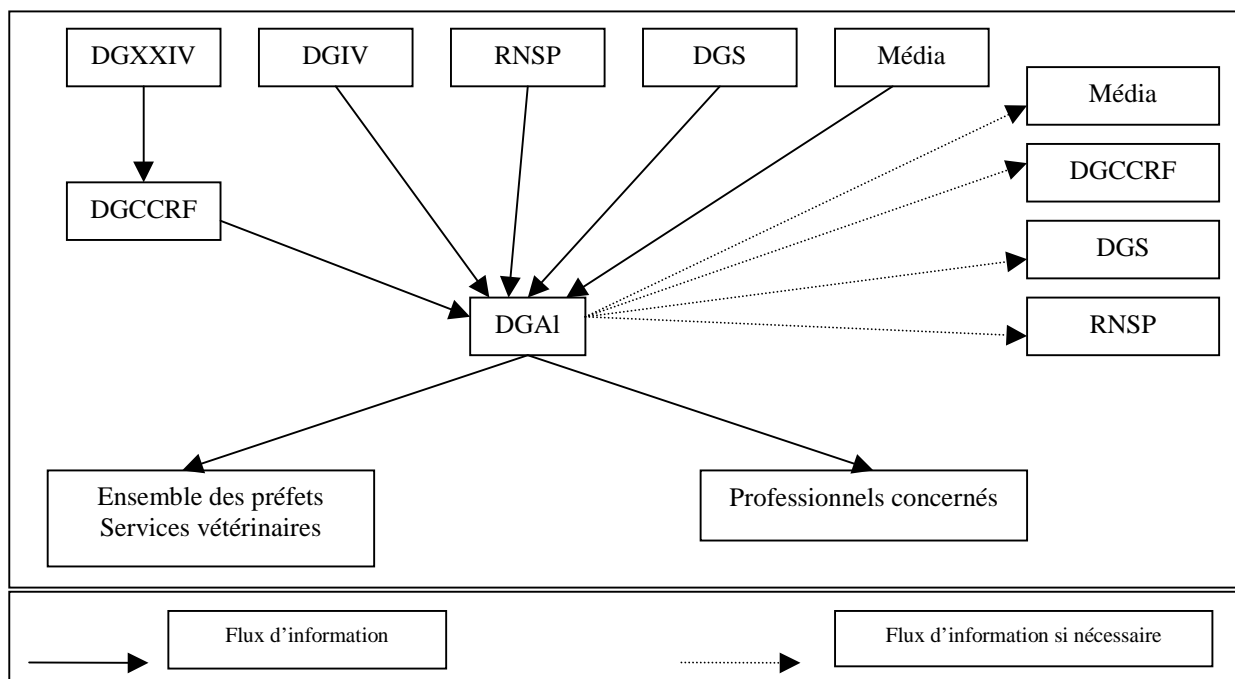 DGXXIV
DGIV
RNSP
DGS
Média
Média
DGCCRF
DGCCRF
DGS
DGAl
RNSP
Ensemble des préfets
Services vétérinaires
Professionnels concernés
Flux d’information
Flux d’information si nécessaire